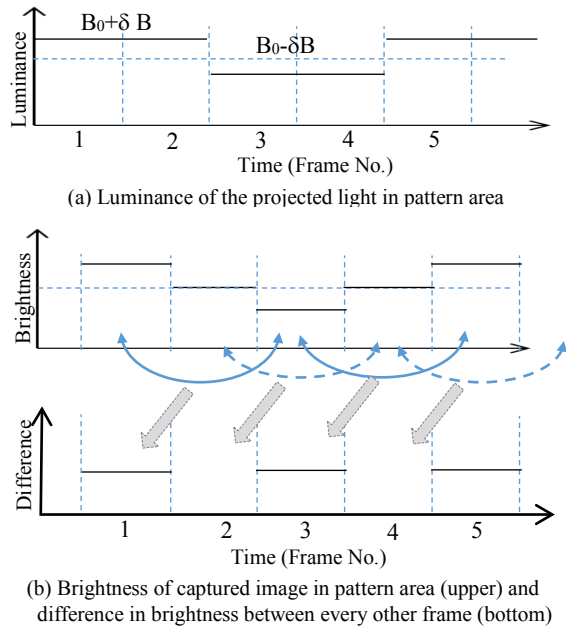 B₀+δ B
B₀-δB
Luminance
1 2 3 4 5
Time (Frame No.)
(a) Luminance of the projected light in pattern area
Brightness
Difference
1 2 3 4 5
Time (Frame No.)
(b) Brightness of captured image in pattern area (upper) and
difference in brightness between every other frame (bottom)